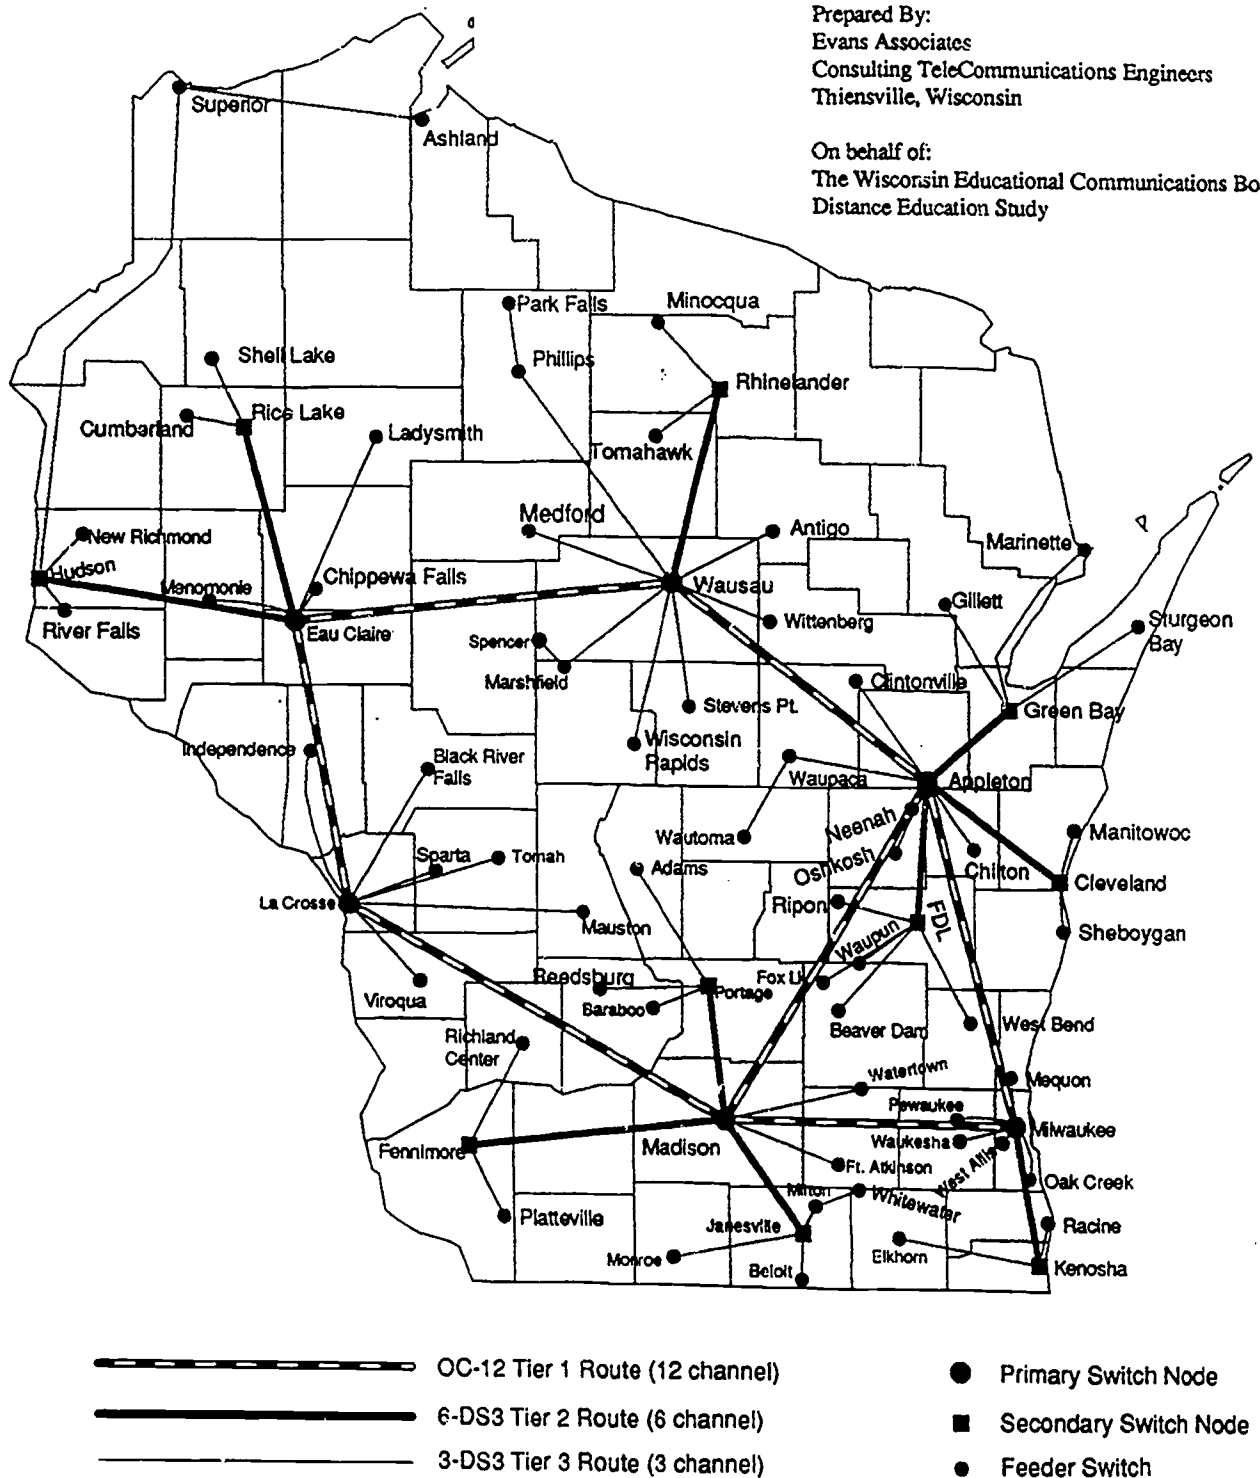 Prepared By:
Evans Associates
Consulting TeleCommunications Engineers
Thiensville, Wisconsin
On behalf of:
The Wisconsin Educational Communications Bo
Distance Education Study
Superior
Ashland
Park Falls
Minocqua
Shell Lake
Phillips
Rhinelander
Rice Lake
Cumberland
Ladysmith
Tomahawk
Medford
Antigo
Marinette
New Richmond
Hudson
Menomonie
Chippewa Falls
Wausau
Gillett
River Falls
Eau Claire
Spencer
Wittenberg
Sturgeon
Bay
Marshfield
Clintonville
Stevens Pt.
Green Bay
Independence
Black River
Falls
Wisconsin
Rapids
Waupaca
Appleton
Neenah
Wautoma
Manitowoc
Sparta
Tomah
Adams
Oshkosh
Chilton
Cleveland
La Crosse
Mauston
Ripon
FDL
Sheboygan
Waupun
Viroqua
Reedsburg
Portage
Fox Lk
Baraboo
Beaver Dam
West Bend
Richland
Center
Watertown
Mequon
Pewaukee
Fennimore
Madison
Waukesha
Milwaukee
Ft. Atkinson
West Allis
Oak Creek
Milton
Whitewater
Platteville
Janesville
Racine
Monroe
Beloit
Elkhorn
Kenosha
OC-12 Tier 1 Route (12 channel)
Primary Switch Node
6-DS3 Tier 2 Route (6 channel)
Secondary Switch Node
3-DS3 Tier 3 Route (3 channel)
Feeder Switch